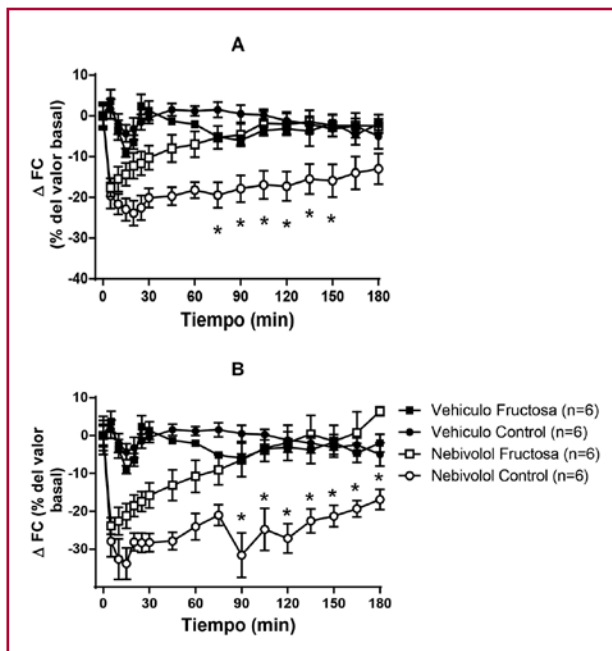 A
Δ FC
(% del valor basal)
10
0
-10
-20
-30
-40
* * * * * *
0 30 60 90 120 150 180
Tiempo (min)
B
Δ FC (% del valor
basal)
10
0
-10
-20
-30
* * * * * * *
0 30 60 90 120 150 180
Tiempo (min)
Vehiculo Fructosa (n=6)
Vehiculo Control (n=6)
Nebivolol Fructosa (n=6)
Nebivolol Control (n=6)